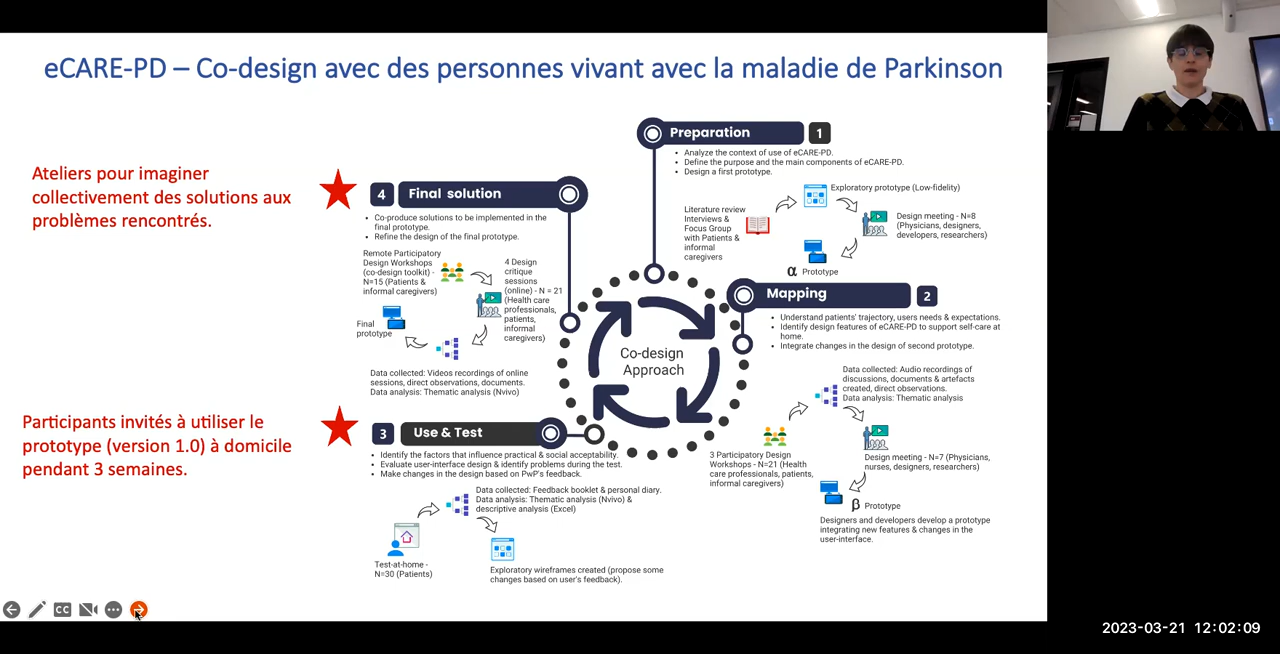 eCARE-PD – Co-design avec des personnes vivant avec la maladie de Parkinson
Ateliers pour imaginer
collectivement des solutions aux
problèmes rencontrés.
Participants invités à utiliser le
prototype (version 1.0) à domicile
pendant 3 semaines.
Preparation
1
• Analyze the context of use of eCARE-PD.
• Define the purpose and the main components of eCARE-PD.
• Design a first prototype.
Literature review
Interviews &
Focus Group
with Patients &
informal
caregivers
Exploratory prototype (Low-fidelity)
Design meeting - N=8
(Physicians, designers,
developers, researchers)
α Prototype
Mapping
2
• Understand patients' trajectory, users needs & expectations.
• Identify design features of eCARE-PD to support self-care at
home.
• Integrate changes in the design of second prototype.
3 Participatory Design
Workshops - N=21 (Health
care professionals, patients,
informal caregivers)
Data collected: Audio recordings of
discussions, documents & artefacts
created, direct observations.
Data analysis: Thematic analysis
Design meeting - N=7 (Physicians,
nurses, designers, researchers)
β Prototype
Designers and developers develop a prototype
integrating new features & changes in the
user-interface.
3
Use & Test
• Identify the factors that influence practical & social acceptability.
• Evaluate user-interface design & identify problems during the test.
• Make changes in the design based on PwP's feedback.
Test-at-home -
N=30 (Patients)
Data collected: Feedback booklet & personal diary.
Data analysis: Thematic analysis (Nvivo) &
descriptive analysis (Excel)
Exploratory wireframes created (propose some
changes based on user's feedback).
4
Final solution
• Co-produce solutions to be implemented in the
final prototype.
• Refine the design of the final prototype.
Remote Participatory
Design Workshops
(co-design toolkit) -
N=15 (Patients &
informal caregivers)
4 Design
critique
sessions
(online) - N = 21
(Health care
professionals,
patients,
informal
caregivers)
Final
prototype
Data collected: Videos recordings of online
sessions, direct observations, documents.
Data analysis: Thematic analysis (Nvivo)
Co-design
Approach
CC
2023-03-21 12:02:09